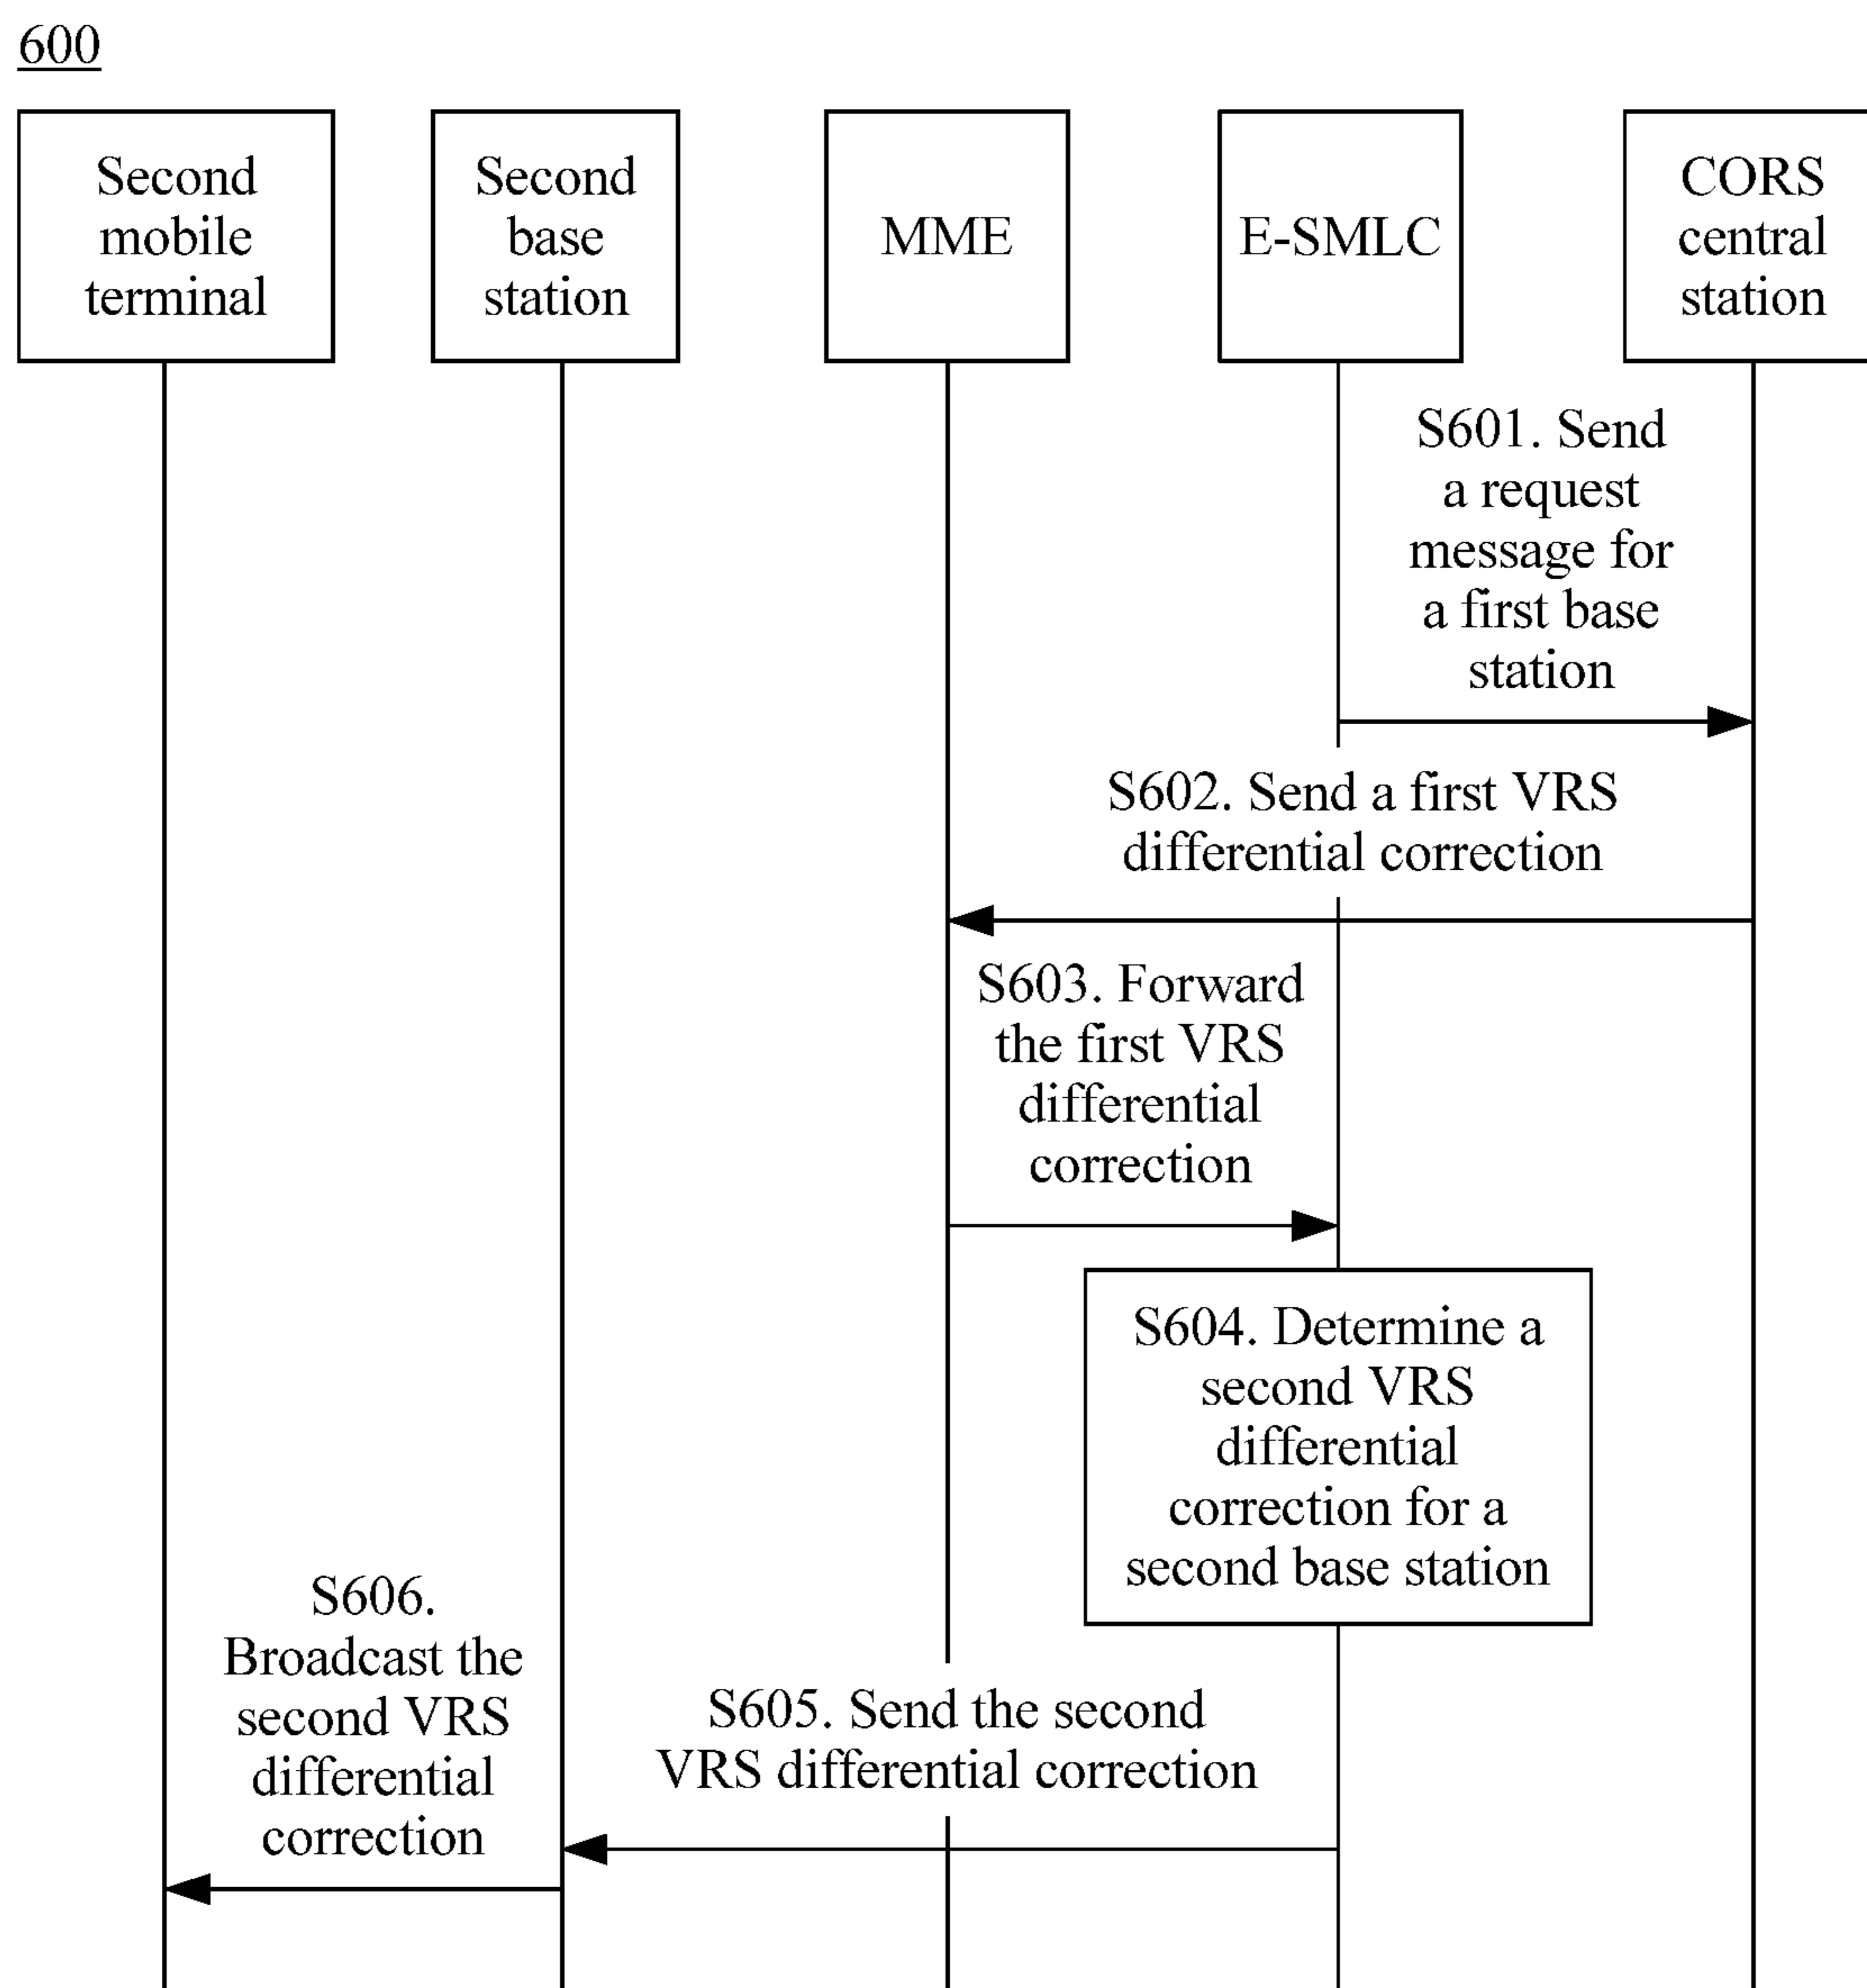 600
Second
mobile
terminal
Second
base
station
MME
E-SMLC
CORS
central
station
S601. Send
a request
message for
a first base
station
S602. Send a first VRS
differential correction
S603. Forward
the first VRS
differential
correction
S604. Determine a
second VRS
differential
correction for a
second base station
S605. Send the second
VRS differential correction
S606.
Broadcast the
second VRS
differential
correction